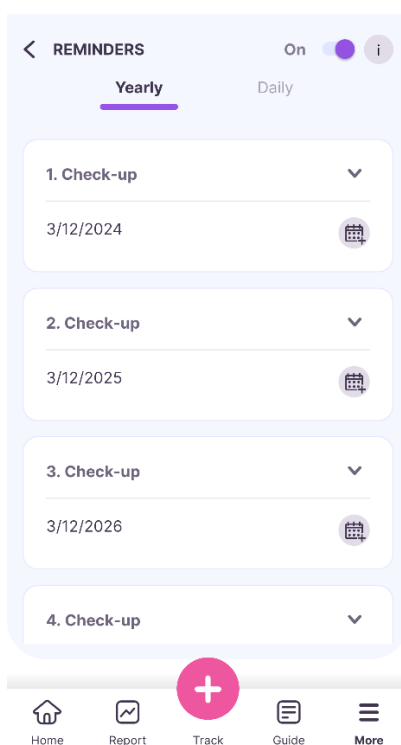 REMINDERS On i
Yearly Daily
1. Check-up
3/12/2024
2. Check-up
3/12/2025
3. Check-up
3/12/2026
4. Check-up
Home Report Track Guide More